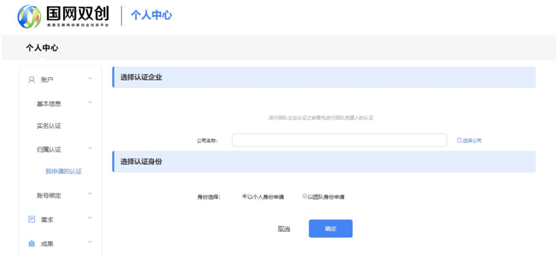 国网双创
个人中心
个人中心
账户
基本信息
实名认证
归属认证
我申请的认证
账号绑定
需求
成果
选择认证企业
公司名称:
选择公司
选择认证身份
身份选择:
以个人身份申请
以团队身份申请
取消
确定